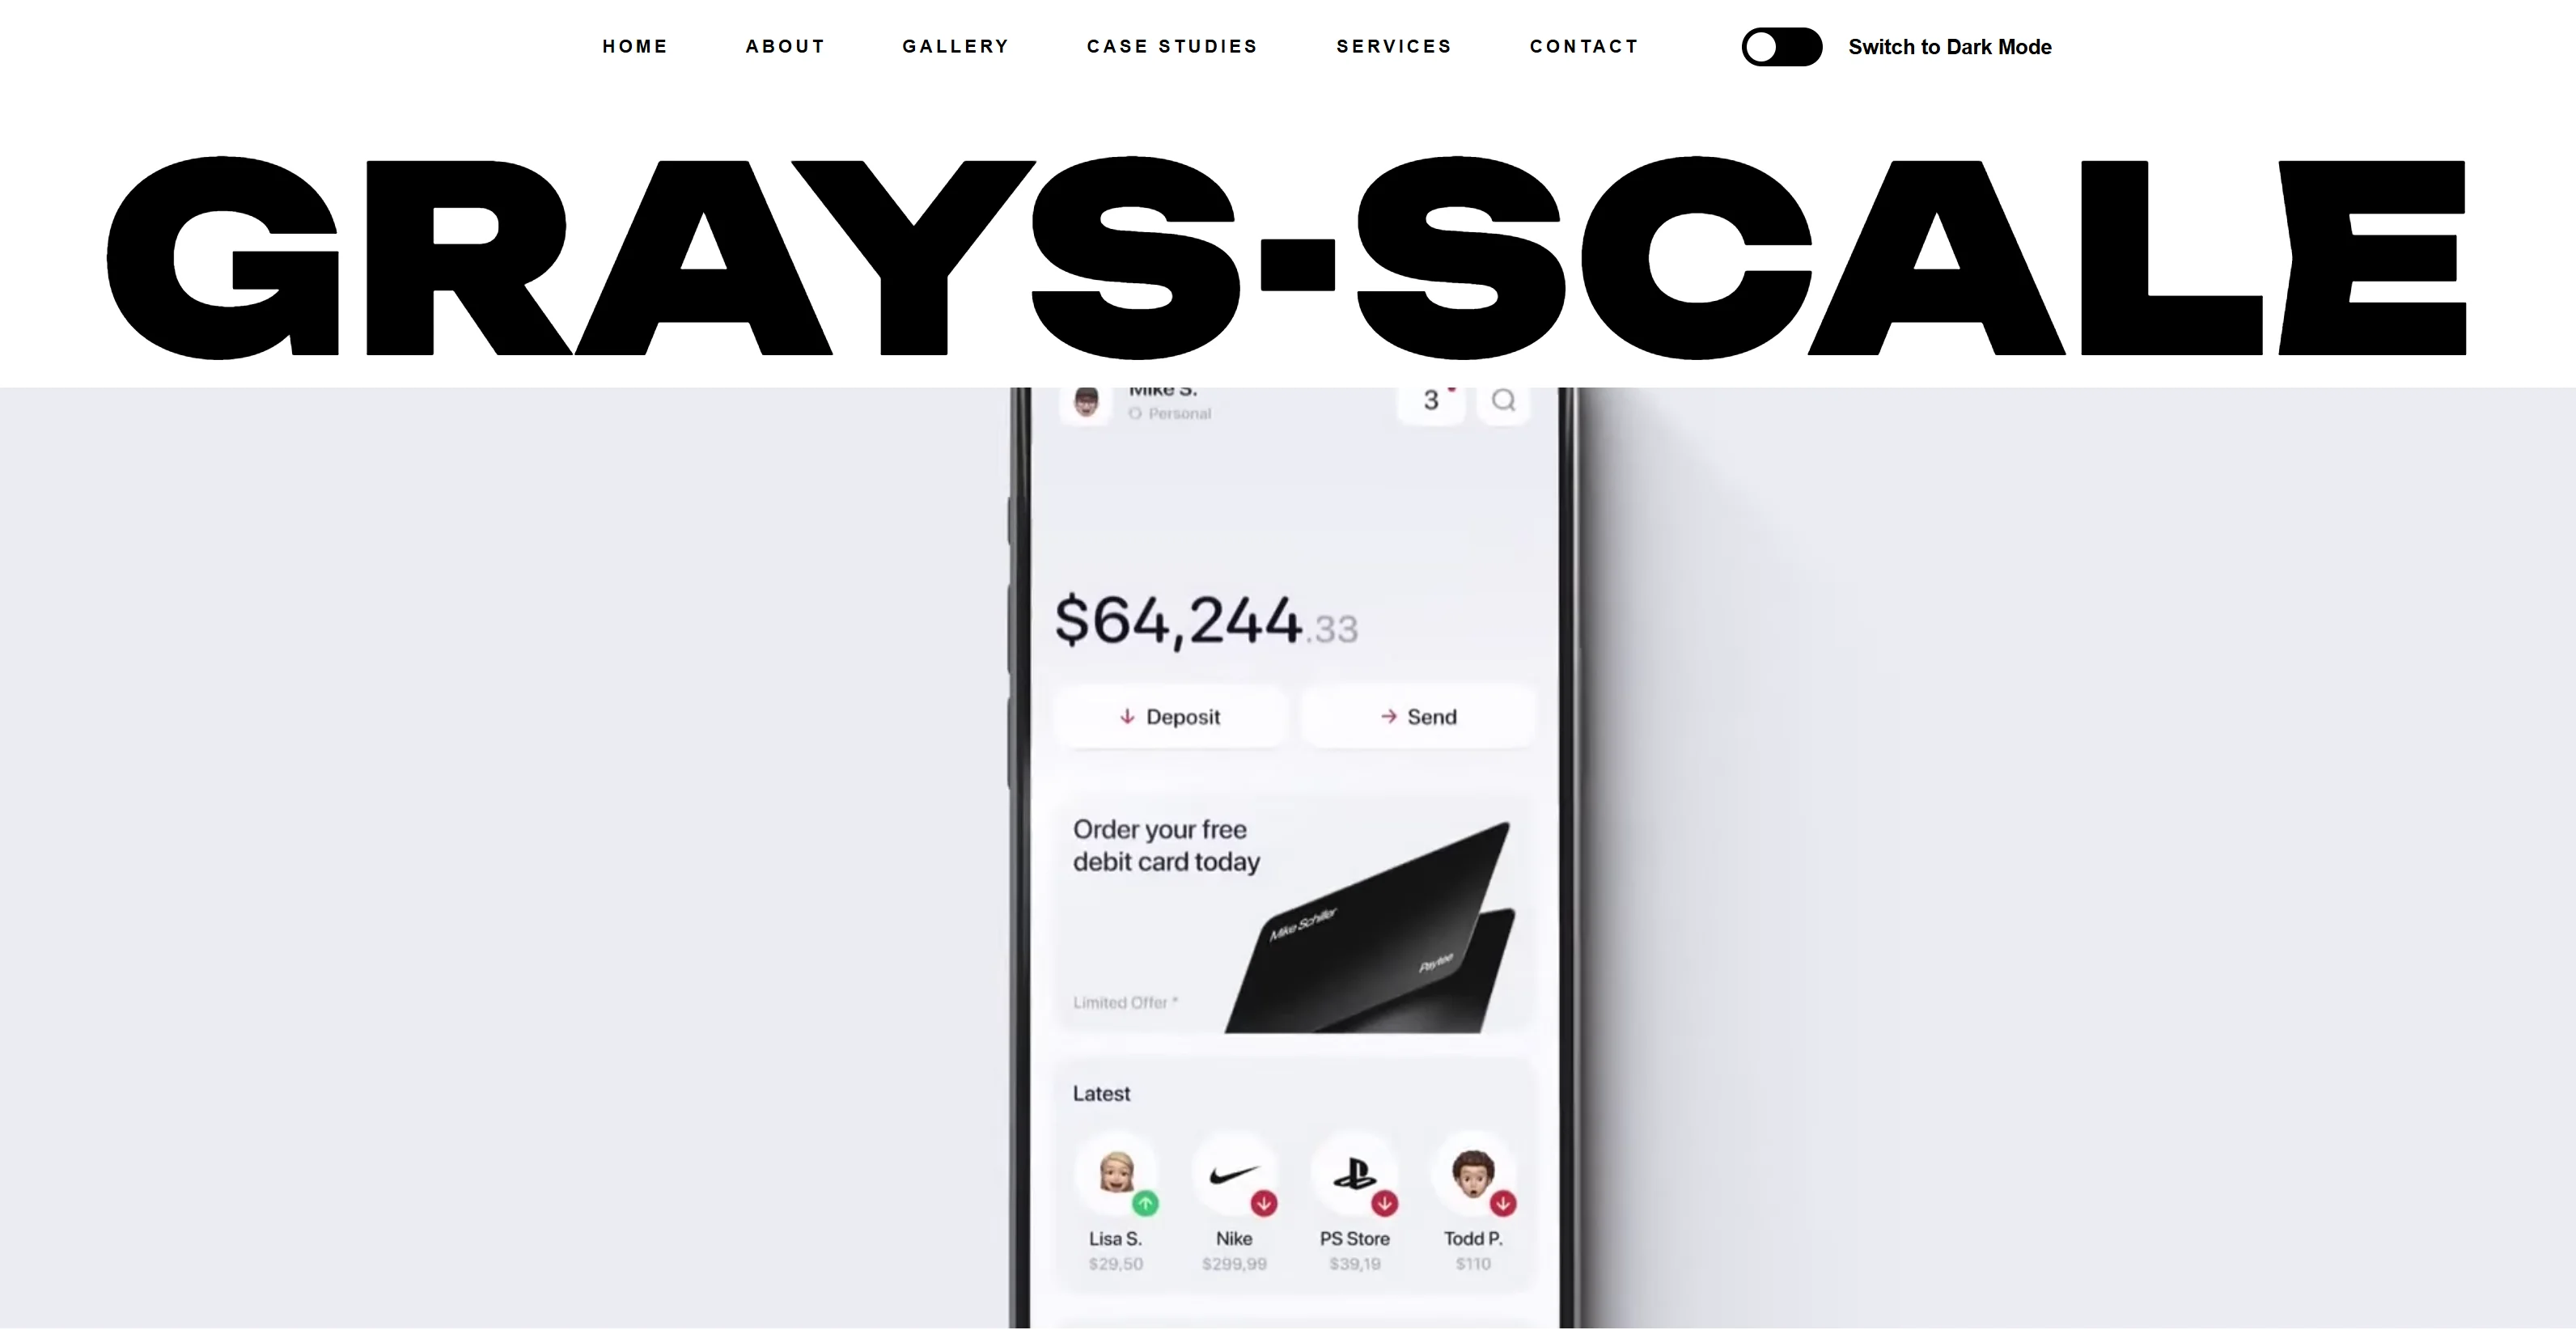 HOME ABOUT GALLERY CASE STUDIES SERVICES CONTACT Switch to Dark Mode
GRAYS-SCALE
Mike S.
Personal
3
$64,244.33
Deposit
Send
Order your free
debit card today
Mike Schiller
Paytee
Limited Offer *
Latest
Lisa S. Nike PS Store Todd P.
$29,50 $299,99 $39,19 $110